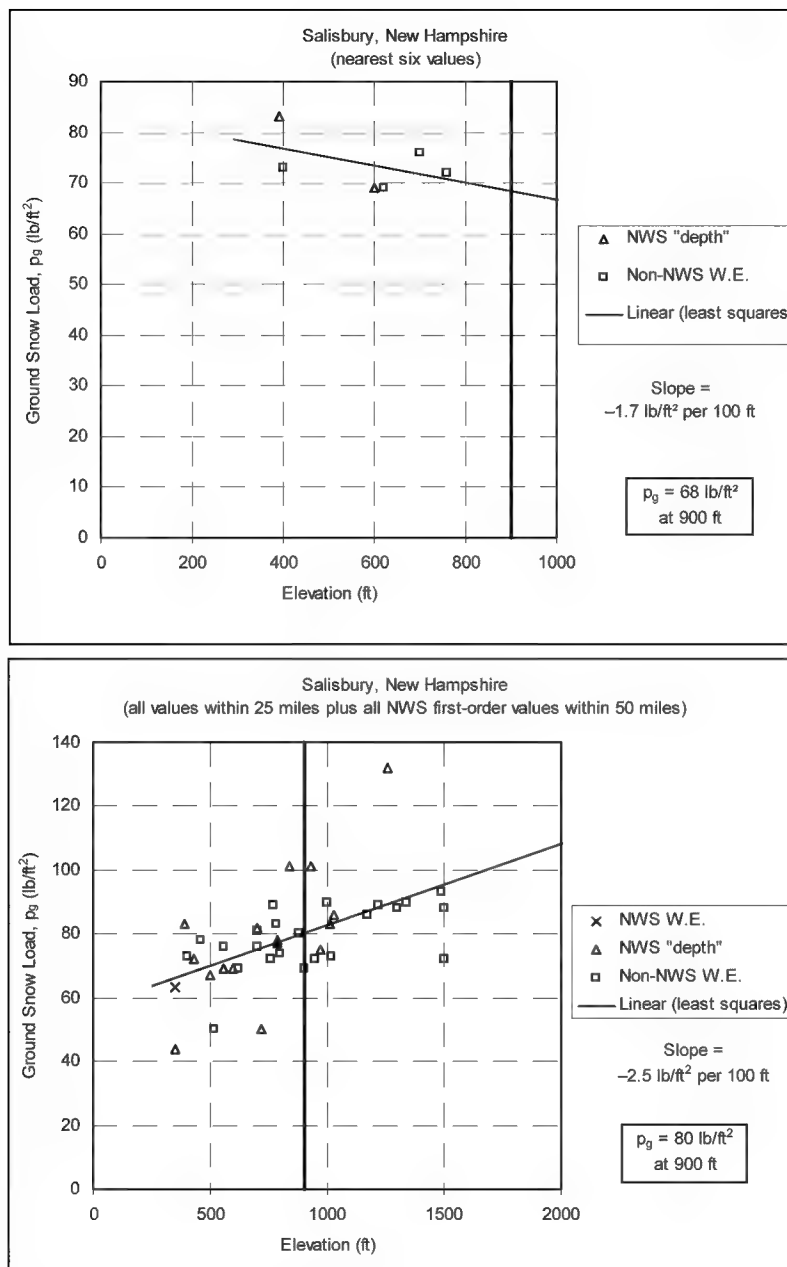 Salisbury, New Hampshire
(nearest six values)
90
80
70
60
50
40
30
20
10
0
Ground Snow Load, pg (lb/ft²)
0 200 400 600 800 1000
Elevation (ft)
NWS "depth"
Non-NWS W.E.
Linear (least squares
Slope =
–1.7 lb/ft² per 100 ft
pg = 68 lb/ft²
at 900 ft
Salisbury, New Hampshire
(all values within 25 miles plus all NWS first-order values within 50 miles)
140
120
100
80
60
40
20
0
Ground Snow Load, pg (lb/ft²)
0 500 1000 1500 2000
Elevation (ft)
NWS W.E.
NWS "depth"
Non-NWS W.E.
Linear (least squares)
Slope =
–2.5 lb/ft² per 100 ft
pg = 80 lb/ft²
at 900 ft